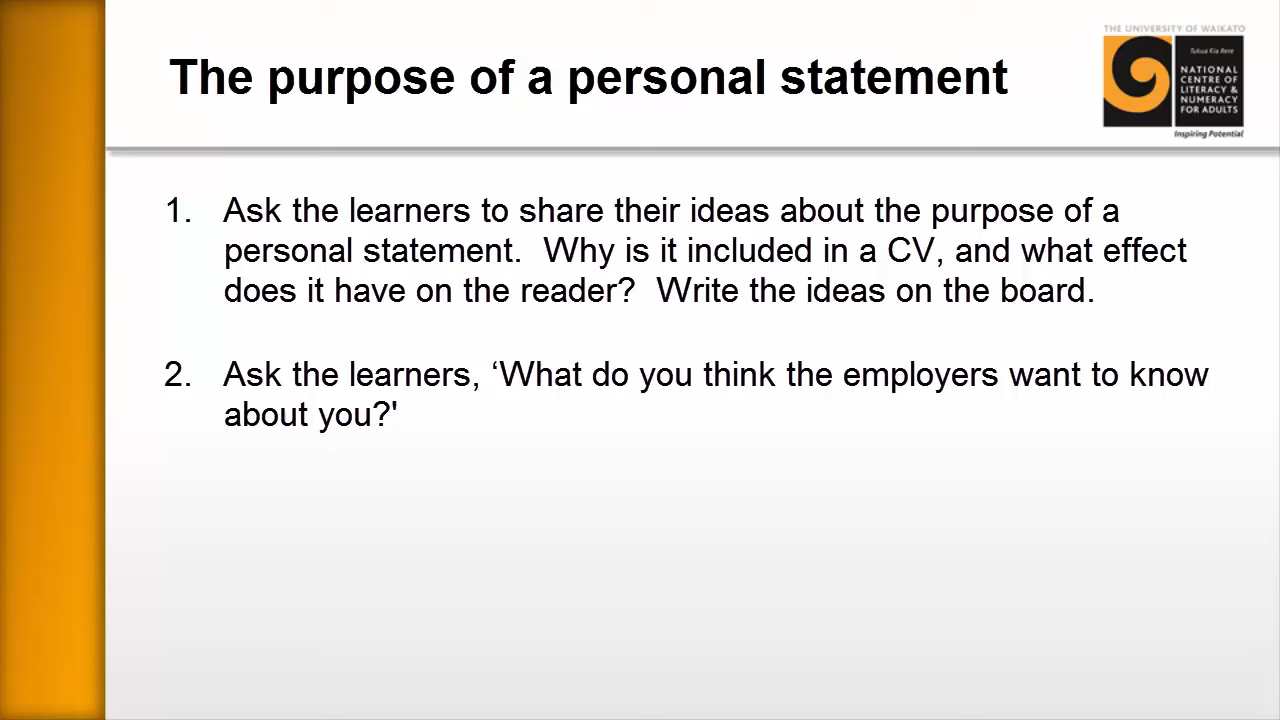 The purpose of a personal statement
THE UNIVERSITY OF WAIKATO
Tukua Kia Rere
NATIONAL
CENTRE OF
LITERACY &
NUMERACY
FOR ADULTS
Inspiring Potential
1. Ask the learners to share their ideas about the purpose of a
personal statement.  Why is it included in a CV, and what effect
does it have on the reader?  Write the ideas on the board.
2. Ask the learners, ‘What do you think the employers want to know
about you?'